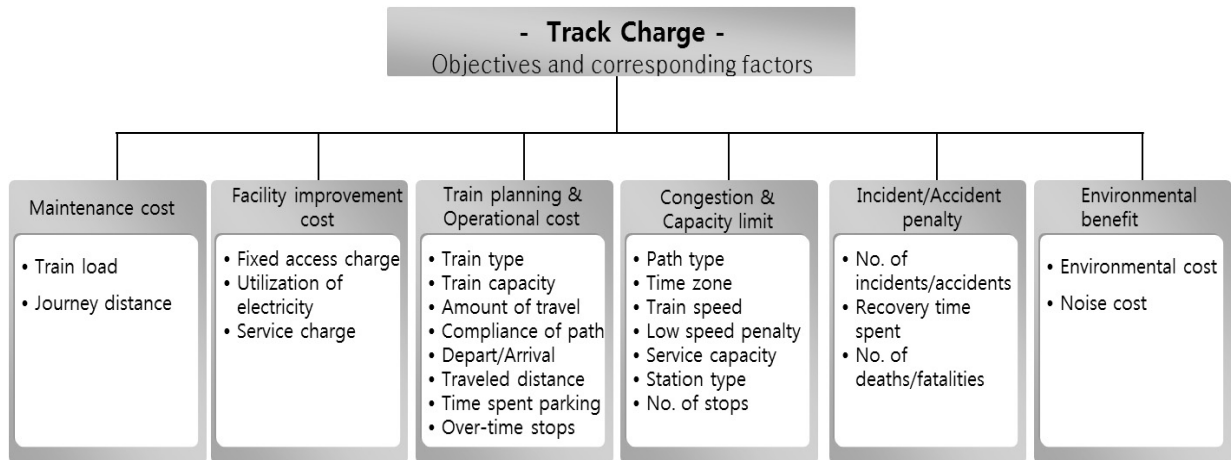 - Track Charge -
Objectives and corresponding factors
Maintenance cost
• Train load
• Journey distance
Facility improvement
cost
• Fixed access charge
• Utilization of
electricity
• Service charge
Train planning &
Operational cost
• Train type
• Train capacity
• Amount of travel
• Compliance of path
• Depart/Arrival
• Traveled distance
• Time spent parking
• Over-time stops
Congestion &
Capacity limit
• Path type
• Time zone
• Train speed
• Low speed penalty
• Service capacity
• Station type
• No. of stops
Incident/Accident
penalty
• No. of
incidents/accidents
• Recovery time
spent
• No. of
deaths/fatalities
Environmental
benefit
• Environmental cost
• Noise cost